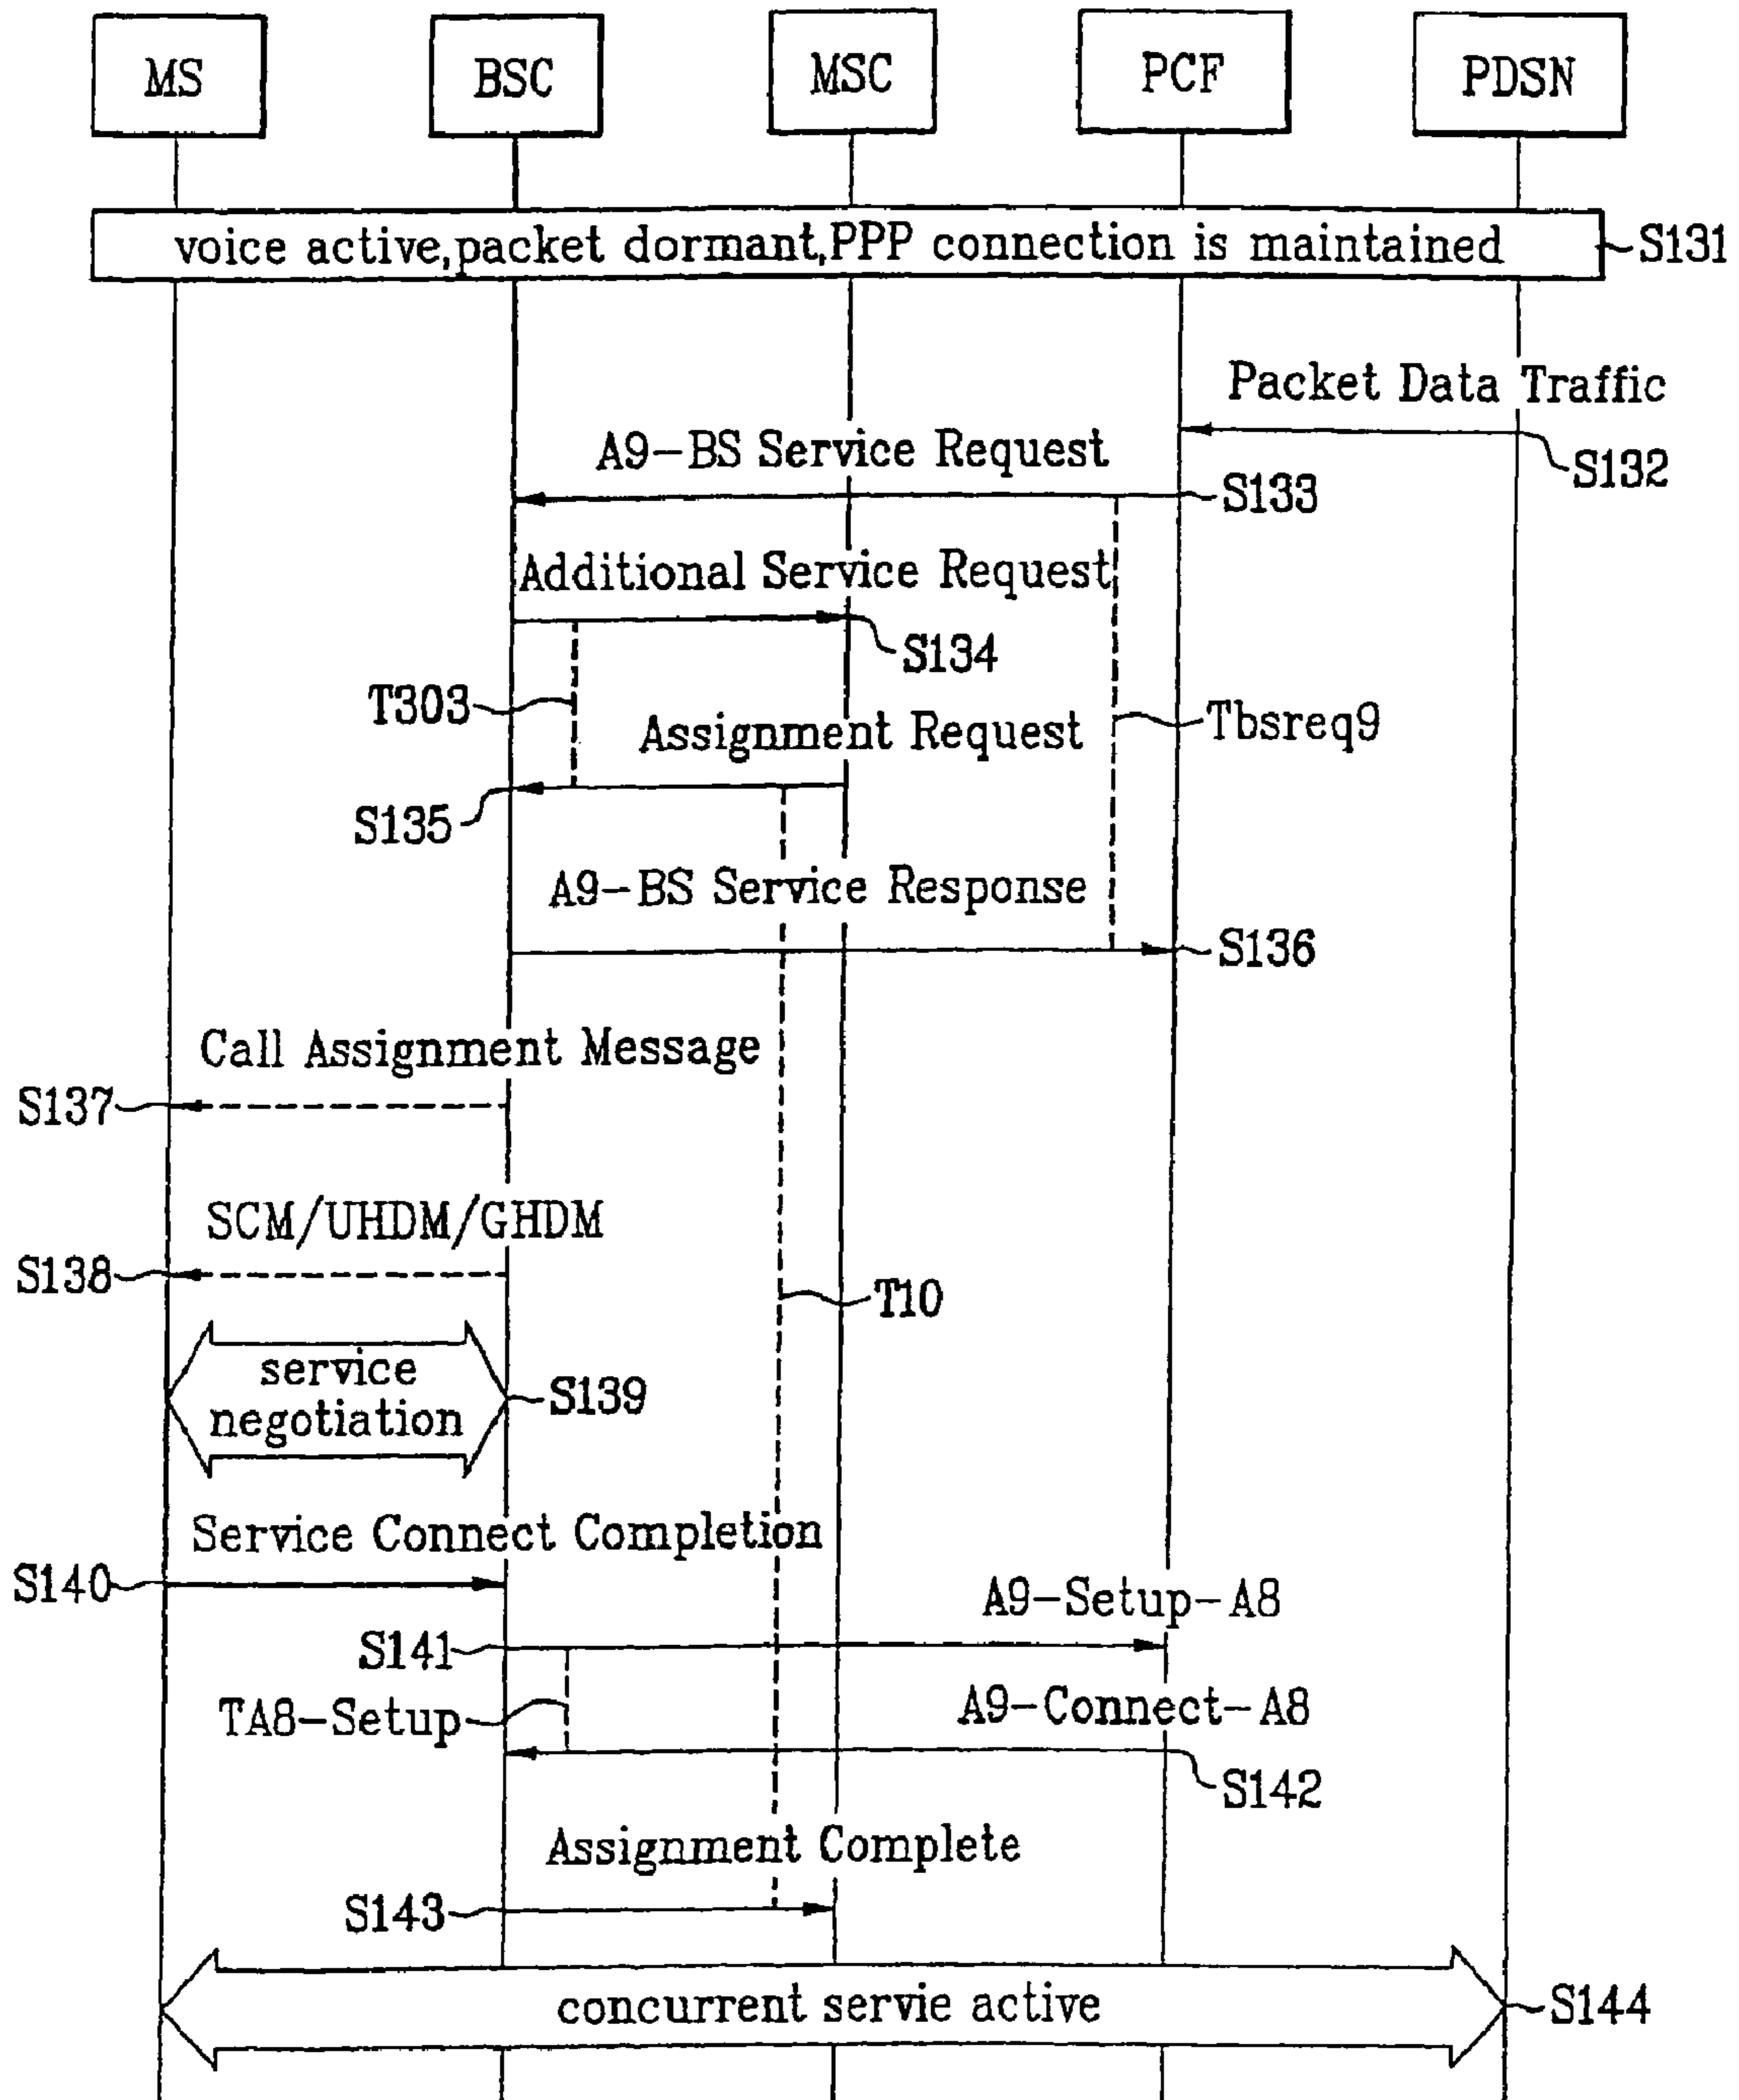 MS
BSC
MSC
PCF
PDSN
voice active,packet dormant,PPP connection is maintained
S131
Packet Data Traffic
S132
A9-BS Service Request
S133
Additional Service Request
S134
T303
Assignment Request
Tbsreq9
S135
A9-BS Service Response
S136
Call Assignment Message
S137
SCM/UHDM/GHDM
S138
T10
service
negotiation
S139
Service Connect Completion
S140
A9-Setup-A8
S141
TA8-Setup
A9-Connect-A8
S142
Assignment Complete
S143
concurrent servie active
S144